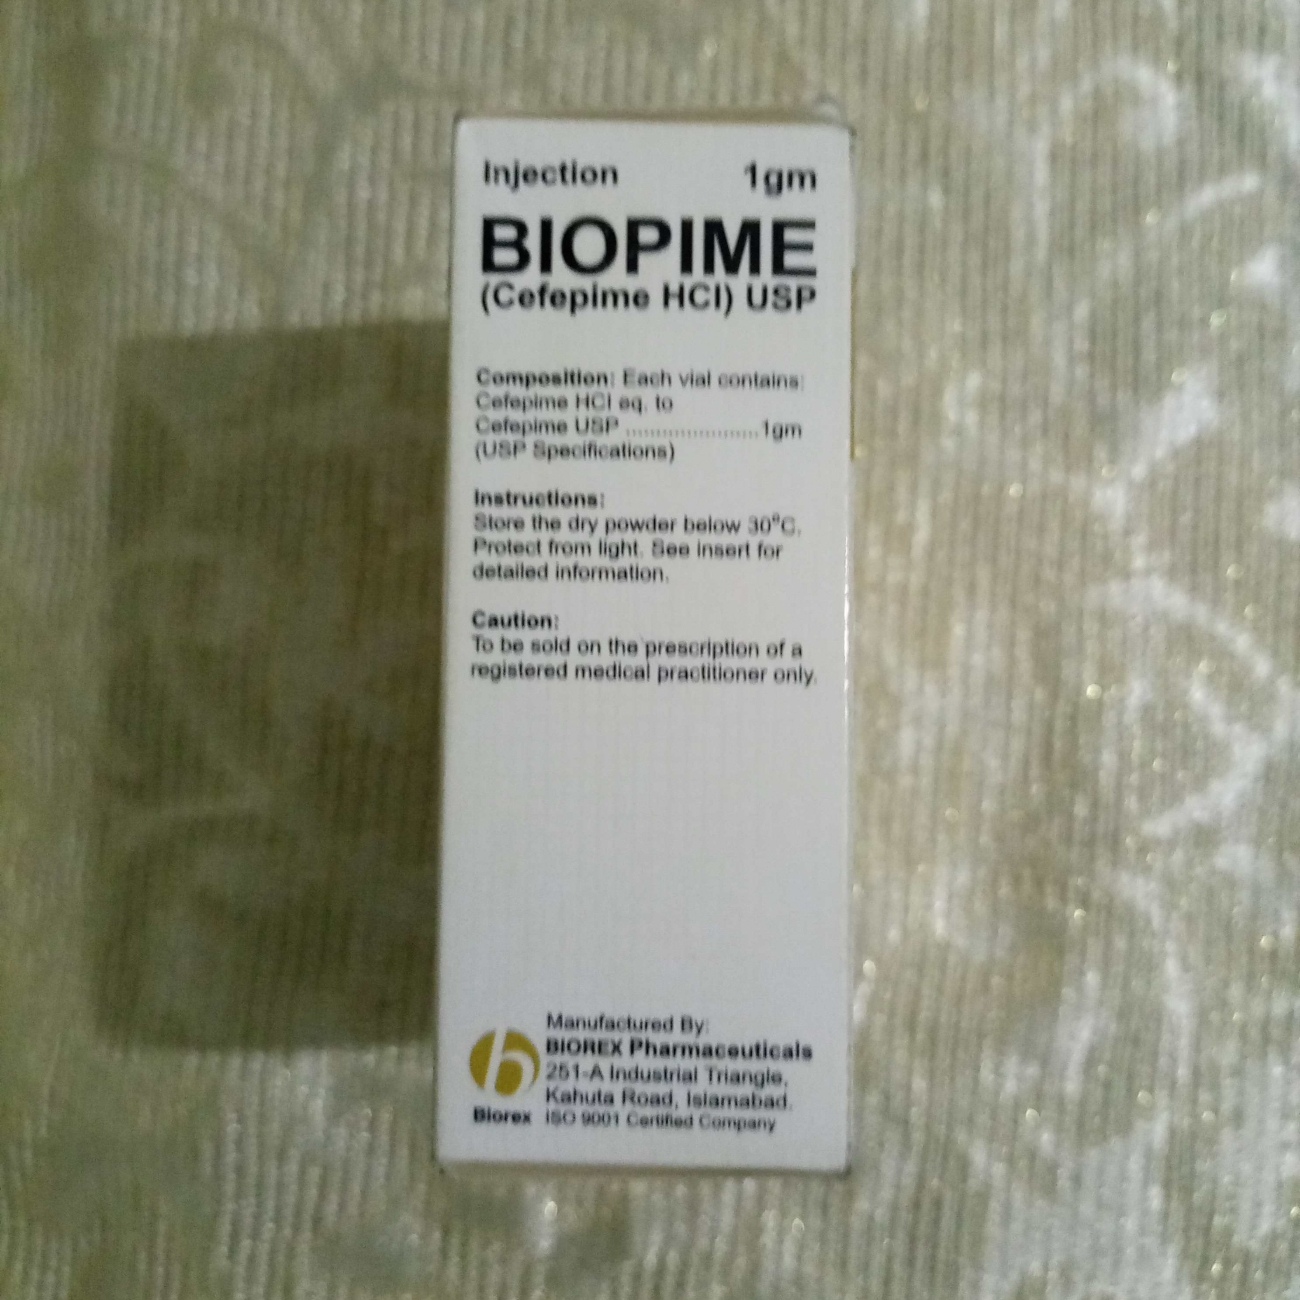 Injection 1gm
BIOPIME
(Cefepime HCl) USP
Composition: Each vial contains:
Cefepime HCl eq. to
Cefepime USP ......................1gm
(USP Specifications)
Instructions:
Store the dry powder below 30°C.
Protect from light. See insert for
detailed information.
Caution:
To be sold on the prescription of a
registered medical practitioner only.
Manufactured By:
BIOREX Pharmaceuticals
251-A Industrial Triangle,
Kahuta Road, Islamabad.
Biorex ISO 9001 Certified Company